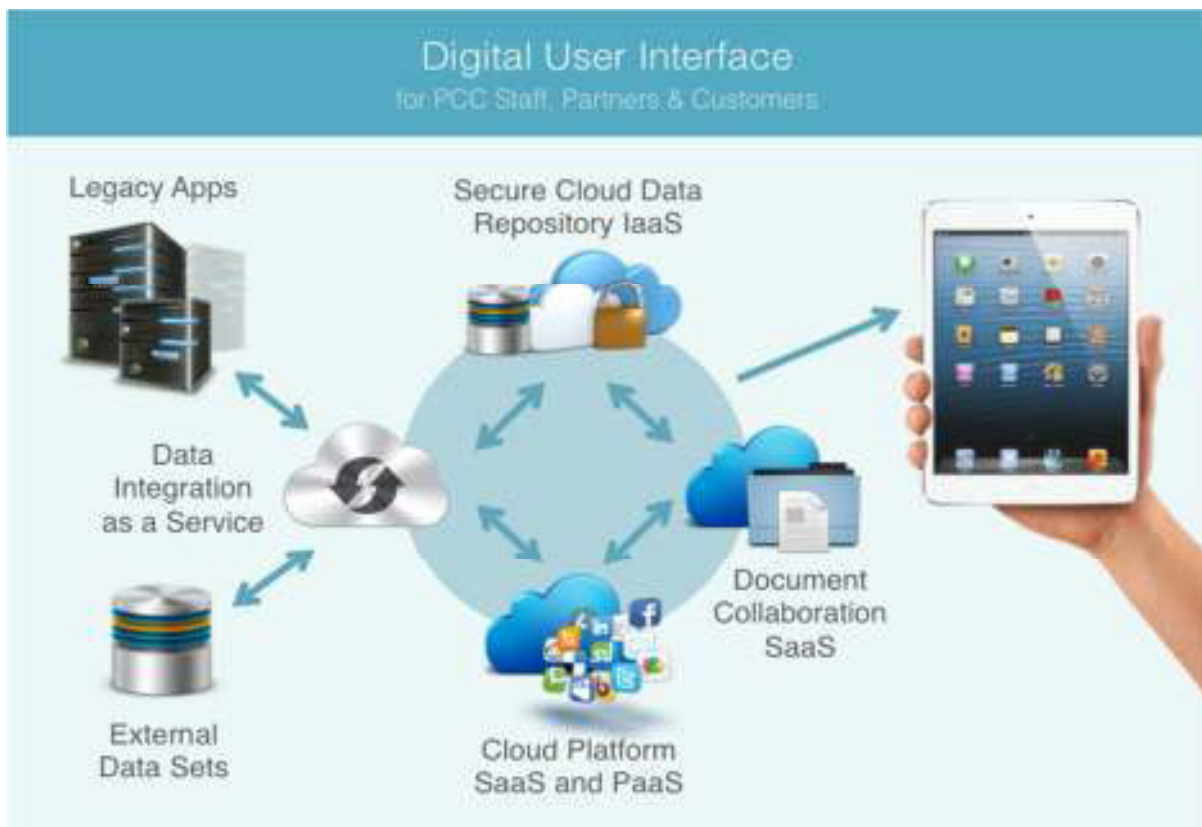 Digital User Interface
for PCC Staff, Partners & Customers
Legacy Apps
Secure Cloud Data
Repository IaaS
Data
Integration
as a Service
Document
Collaboration
SaaS
External
Data Sets
Cloud Platform
SaaS and PaaS